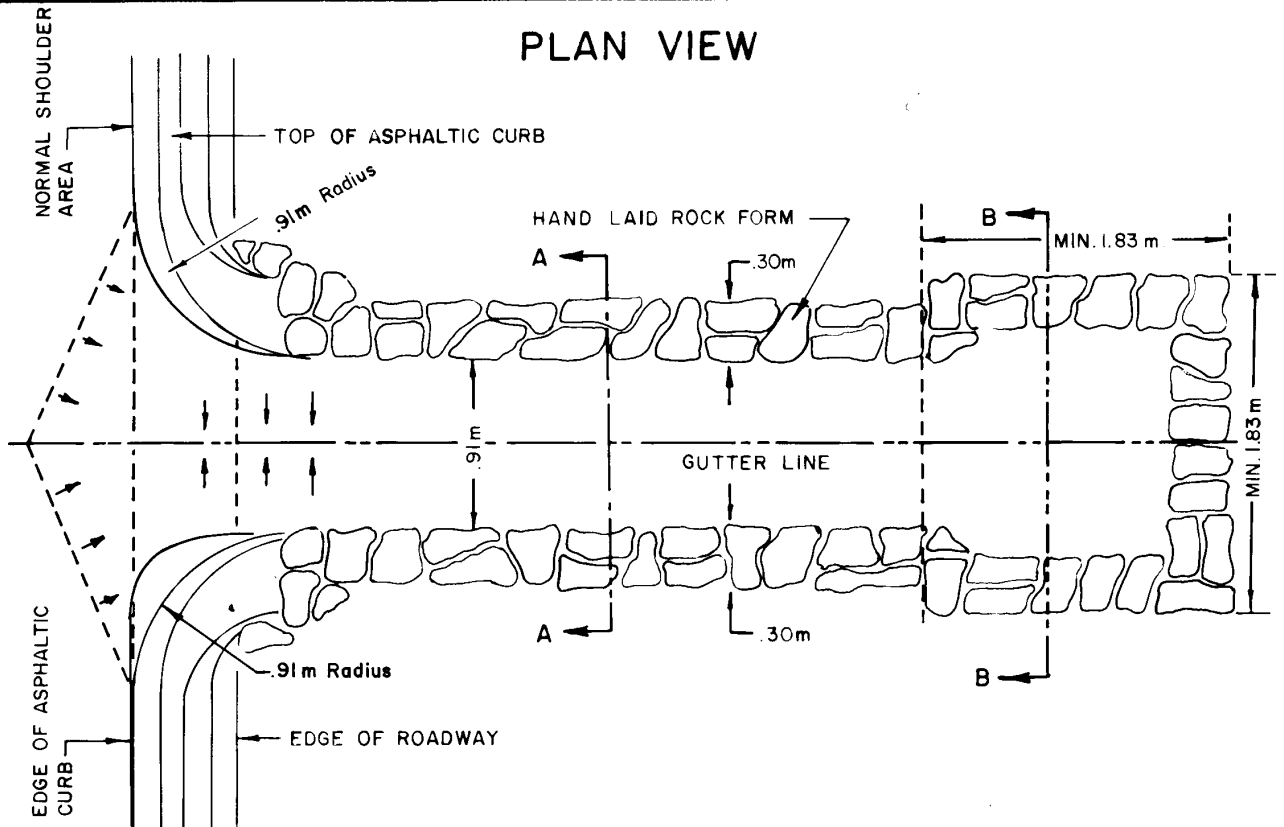 PLAN VIEW
NORMAL SHOULDER
AREA
TOP OF ASPHALTIC CURB
.91m Radius
HAND LAID ROCK FORM
B
MIN. 1.83 m
A
.30m
.91m
GUTTER LINE
MIN. 1.83 m
A
.30m
B
.91m Radius
EDGE OF ASPHALTIC
CURB
EDGE OF ROADWAY